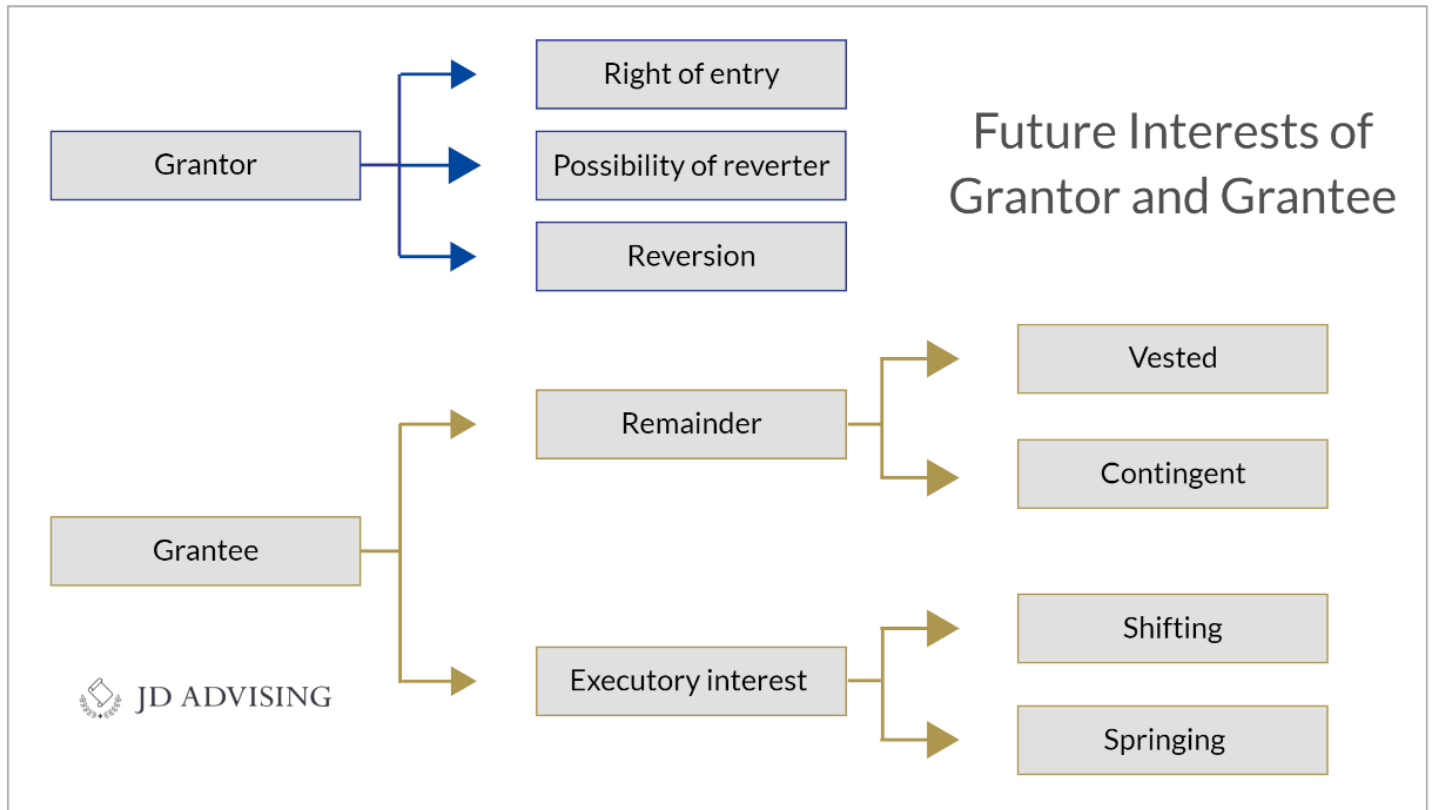 Future Interests of
Grantor and Grantee
Grantor
Right of entry
Possibility of reverter
Reversion
Grantee
Remainder
Vested
Contingent
Executory interest
Shifting
Springing
JD ADVISING